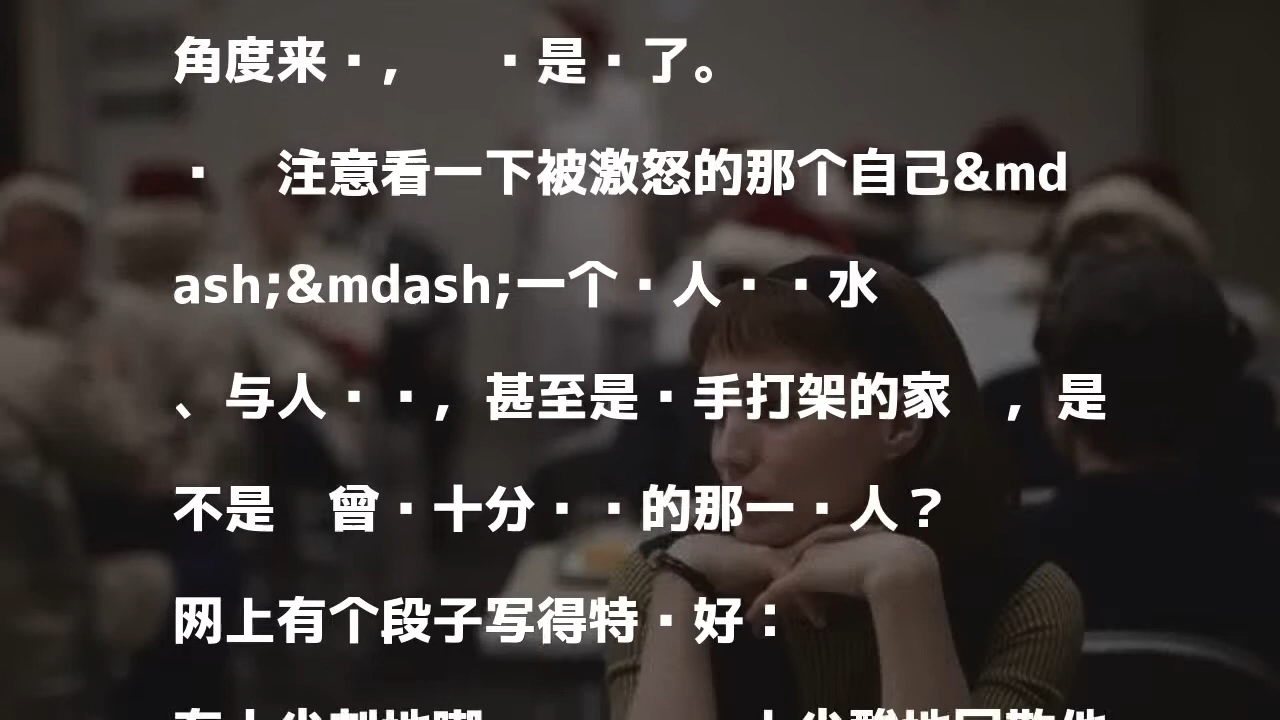 角度来·，　　·是·了。
·　注意看一下被激怒的那个自己&md
ash;&mdash;一个·人··水
、与人··，甚至是·手打架的家　，是
不是　曾·十分··的那一·人？
网上有个段子写得特·好：